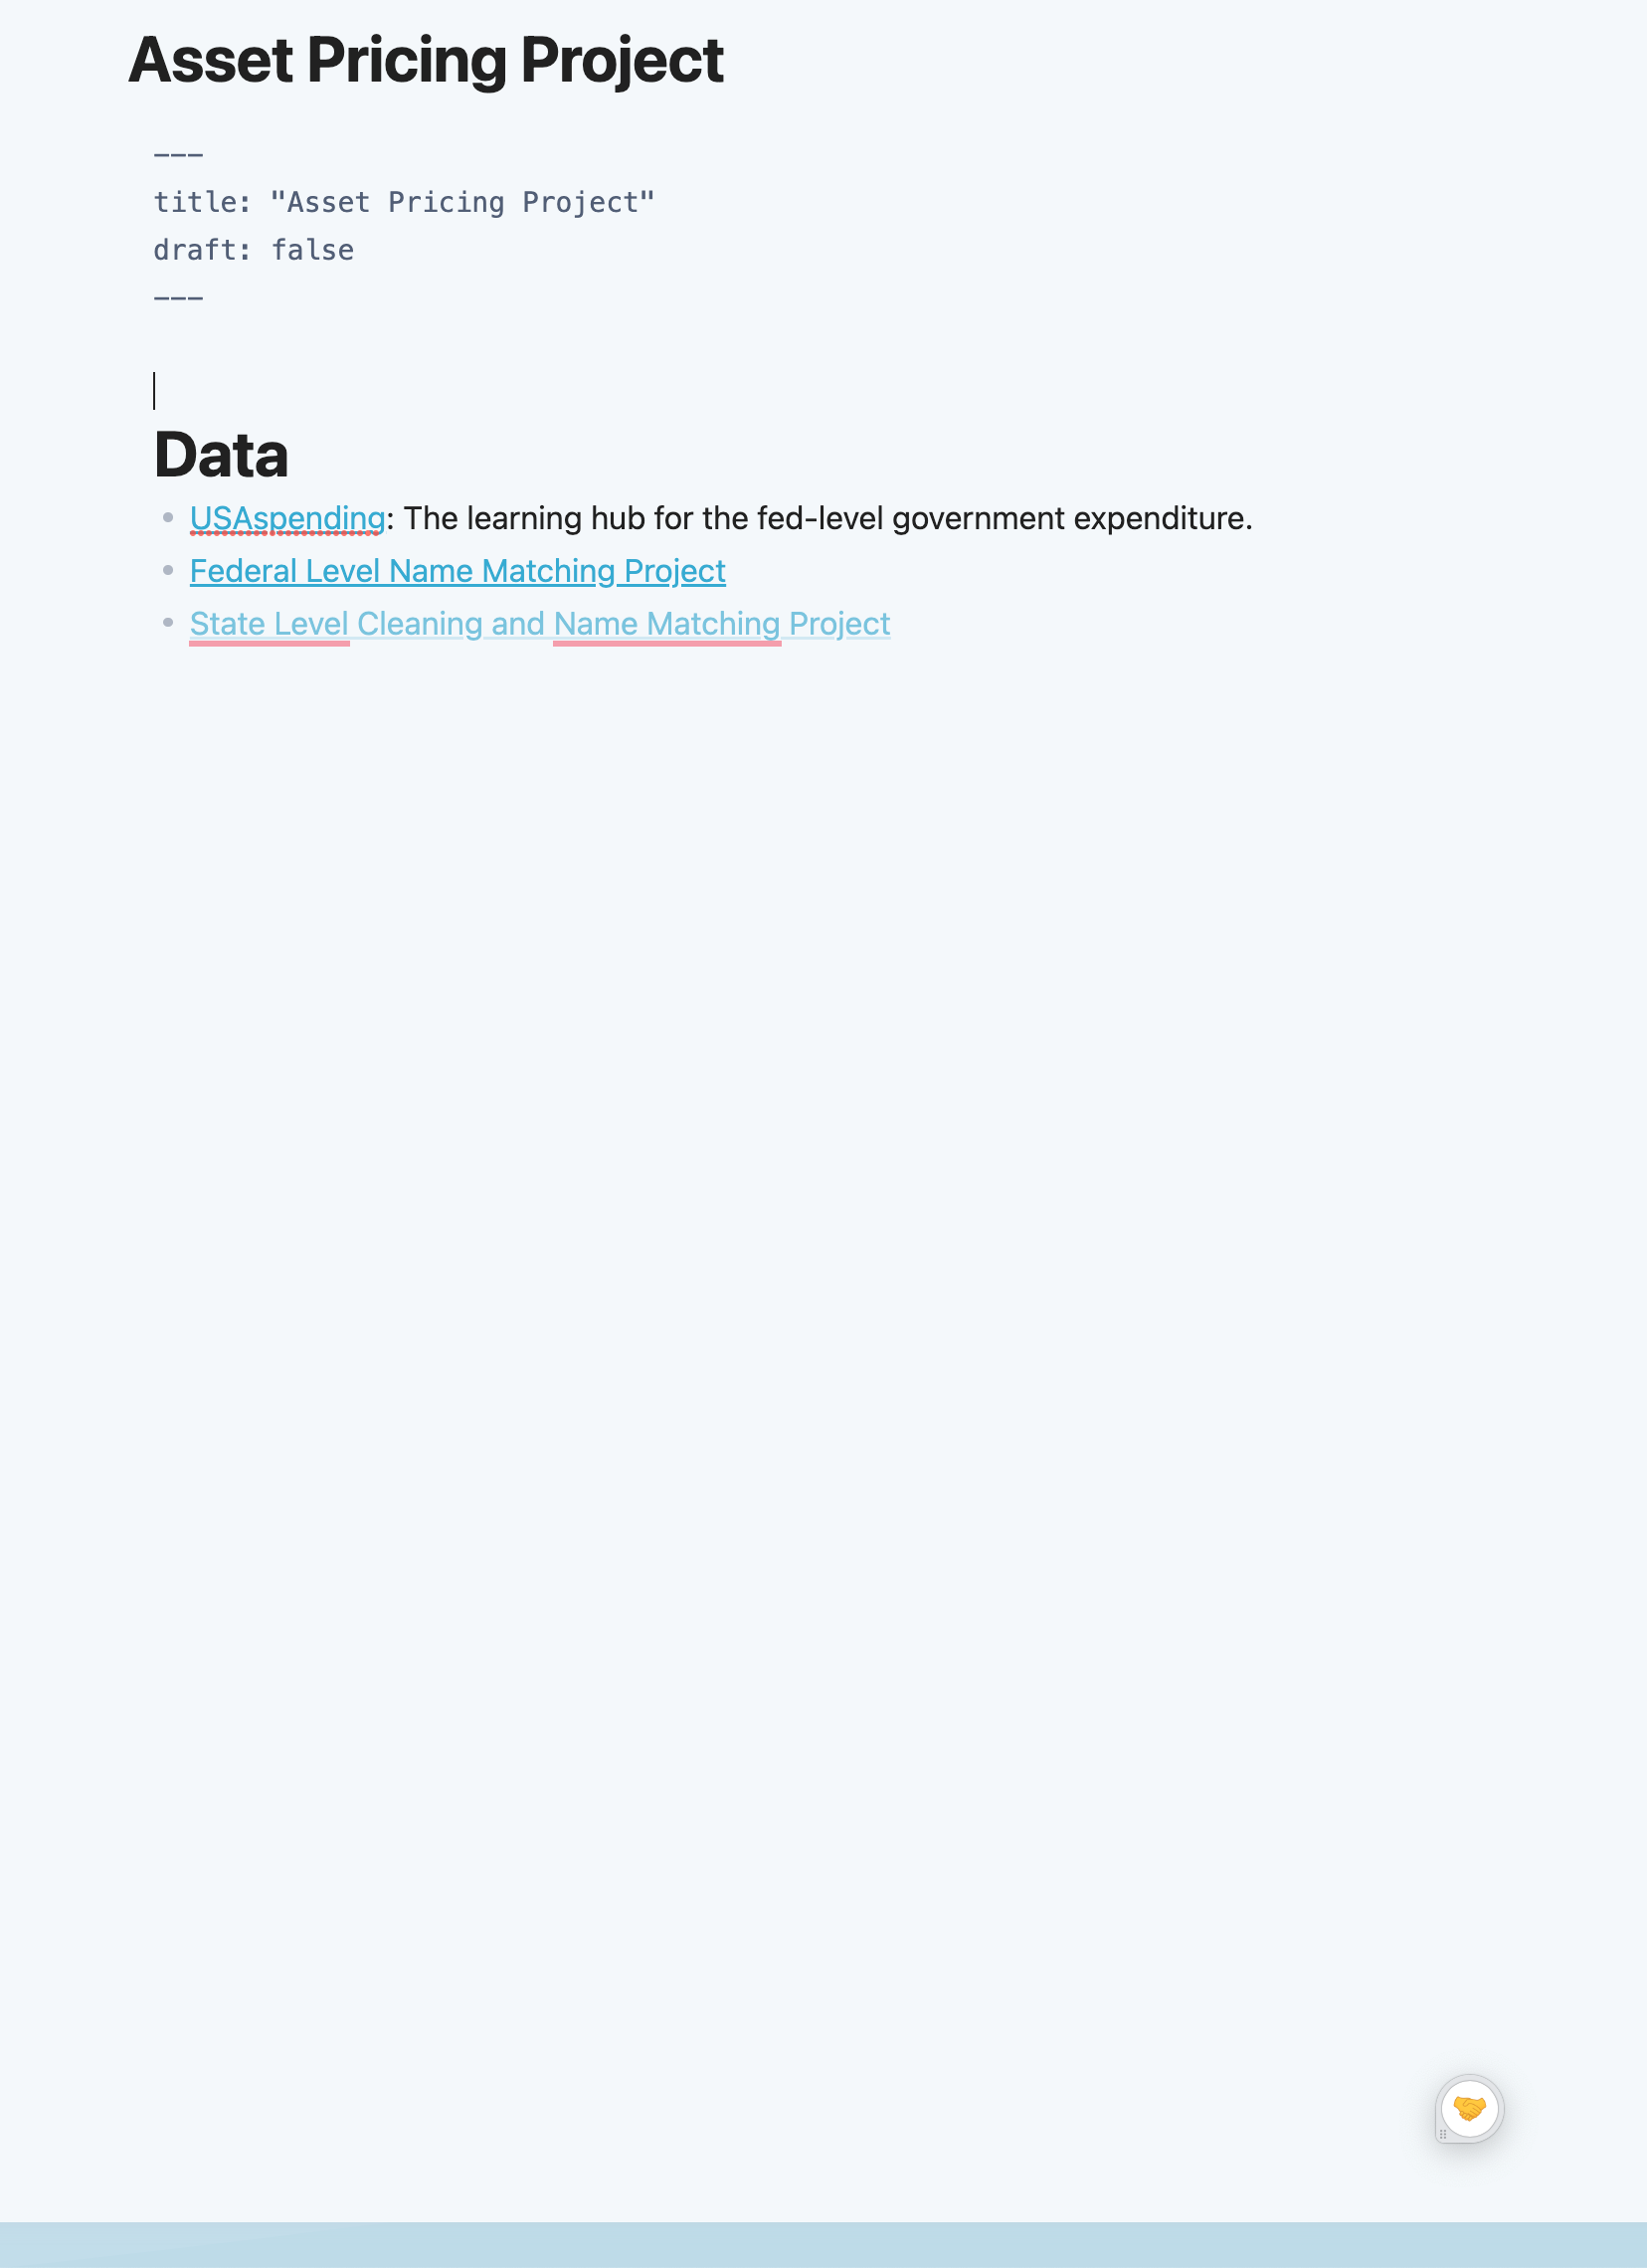 Asset Pricing Project
---
title: "Asset Pricing Project"
draft: false
---
Data
USAspending: The learning hub for the fed-level government expenditure.
Federal Level Name Matching Project
State Level Cleaning and Name Matching Project